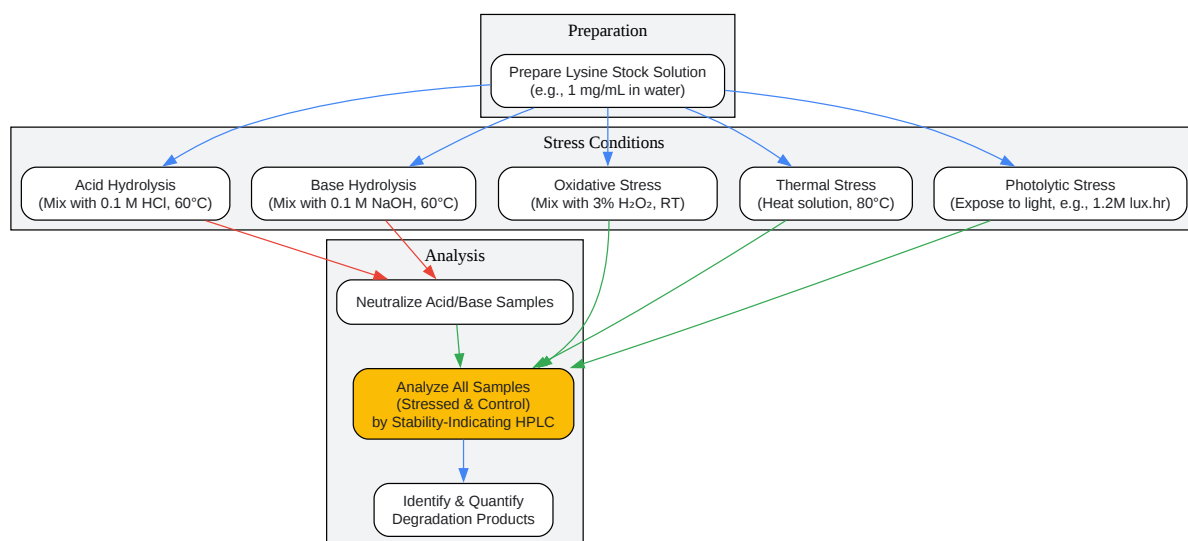 Preparation
Prepare Lysine Stock Solution
(e.g., 1 mg/mL in water)
Stress Conditions
Acid Hydrolysis
(Mix with 0.1 M HCl, 60°C)
Base Hydrolysis
(Mix with 0.1 M NaOH, 60°C)
Oxidative Stress
(Mix with 3% H₂O₂, RT)
Thermal Stress
(Heat solution, 80°C)
Photolytic Stress
(Expose to light, e.g., 1.2M lux.hr)
Analysis
Neutralize Acid/Base Samples
Analyze All Samples
(Stressed & Control)
by Stability-Indicating HPLC
Identify & Quantify
Degradation Products